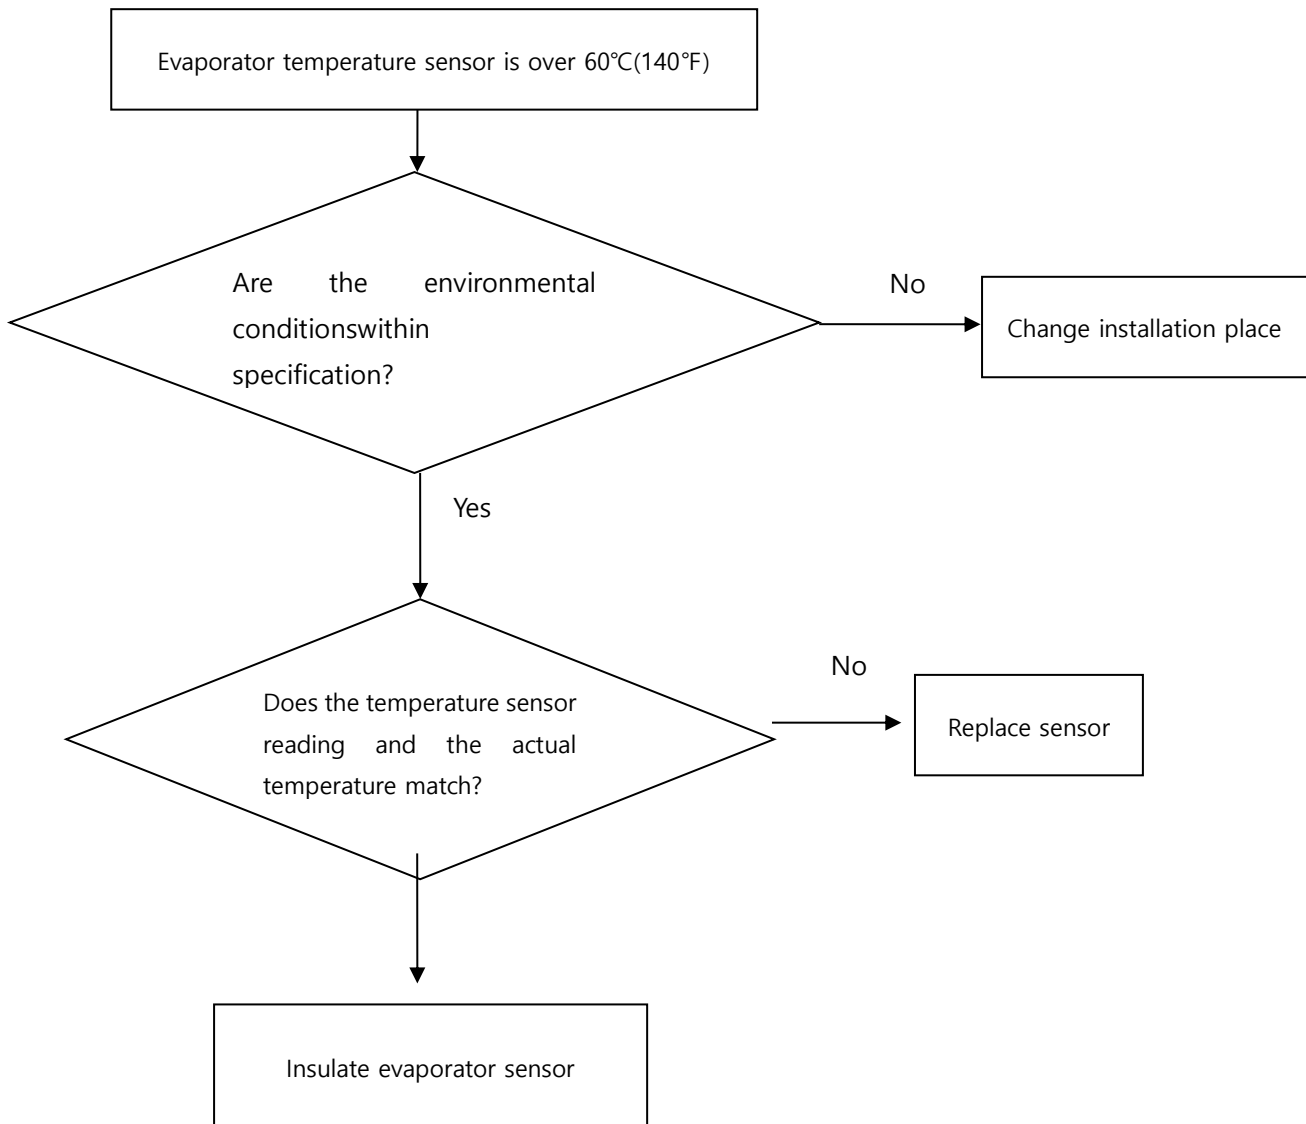 Evaporator temperature sensor is over 60℃(140℉)
Are the environmental
conditionswithin
specification?
No
Change installation place
Yes
Does the temperature sensor
reading and the actual
temperature match?
No
Replace sensor
Insulate evaporator sensor